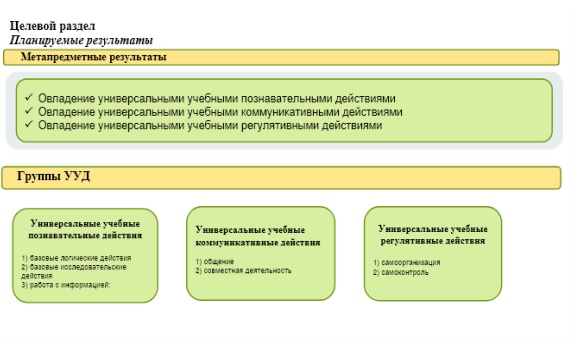 Целевой раздел
Планируемые результаты
Метапредметные результаты
✓ Овладение универсальными учебными познавательными действиями
✓ Овладение универсальными учебными коммуникативными действиями
✓ Овладение универсальными учебными регулятивными действиями
Группы УУД
Универсальные учебные
познавательные действия
1) базовые логические действия
2) базовые исследовательские
действия
3) работа с информацией:
Универсальные учебные
коммуникативные действия
1) общение
2) совместная деятельность
Универсальные учебные
регулятивные действия
1) самоорганизация
2) самоконтроль